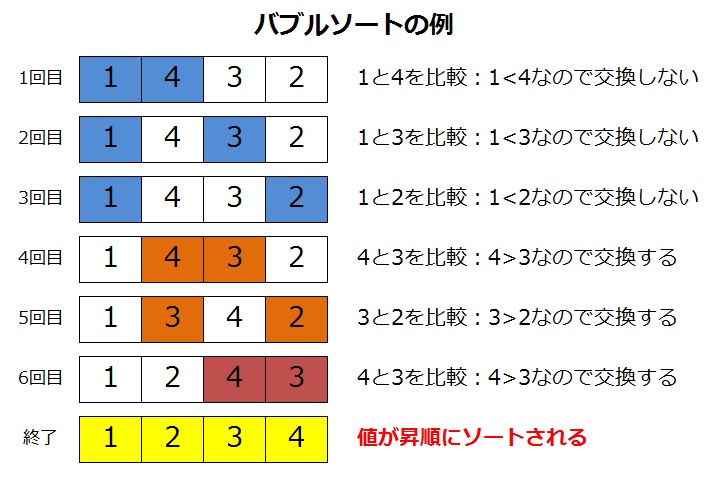 バブルソートの例
1回目 1 4 3 2 1と4を比較：1<4なので交換しない
2回目 1 4 3 2 1と3を比較：1<3なので交換しない
3回目 1 4 3 2 1と2を比較：1<2なので交換しない
4回目 1 4 3 2 4と3を比較：4>3なので交換する
5回目 1 3 4 2 3と2を比較：3>2なので交換する
6回目 1 2 4 3 4と3を比較：4>3なので交換する
終了 1 2 3 4 値が昇順にソートされる